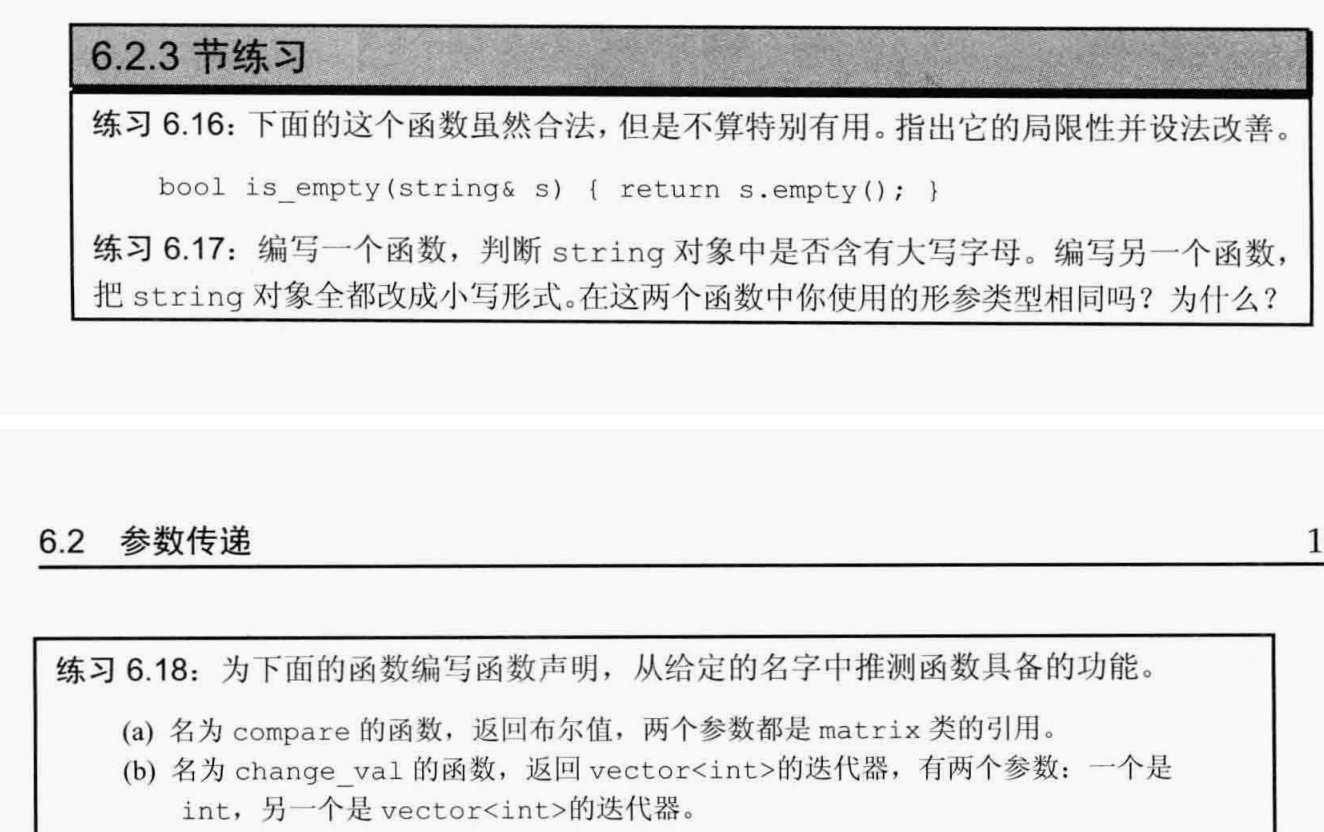 6.2.3 节练习
练习 6.16：下面的这个函数虽然合法，但是不算特别有用。指出它的局限性并设法改善。
bool is_empty(string& s) { return s.empty(); }
练习 6.17：编写一个函数，判断 string 对象中是否含有大写字母。编写另一个函数，
把 string 对象全都改成小写形式。在这两个函数中你使用的形参类型相同吗？为什么？
6.2 参数传递 1
练习 6.18：为下面的函数编写函数声明，从给定的名字中推测函数具备的功能。
(a) 名为 compare 的函数，返回布尔值，两个参数都是 matrix 类的引用。
(b) 名为 change_val 的函数，返回 vector<int>的迭代器，有两个参数：一个是
int，另一个是 vector<int>的迭代器。